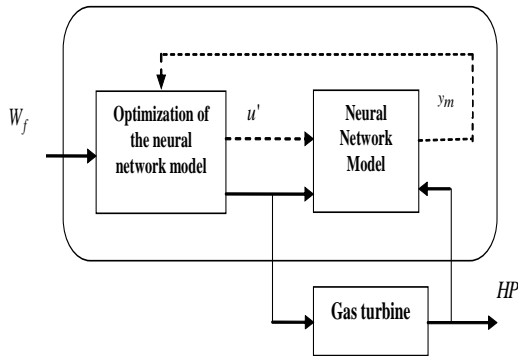 W_f
Optimization of
the neural
network model
u'
Neural
Network
Model
y_m
Gas turbine
HP